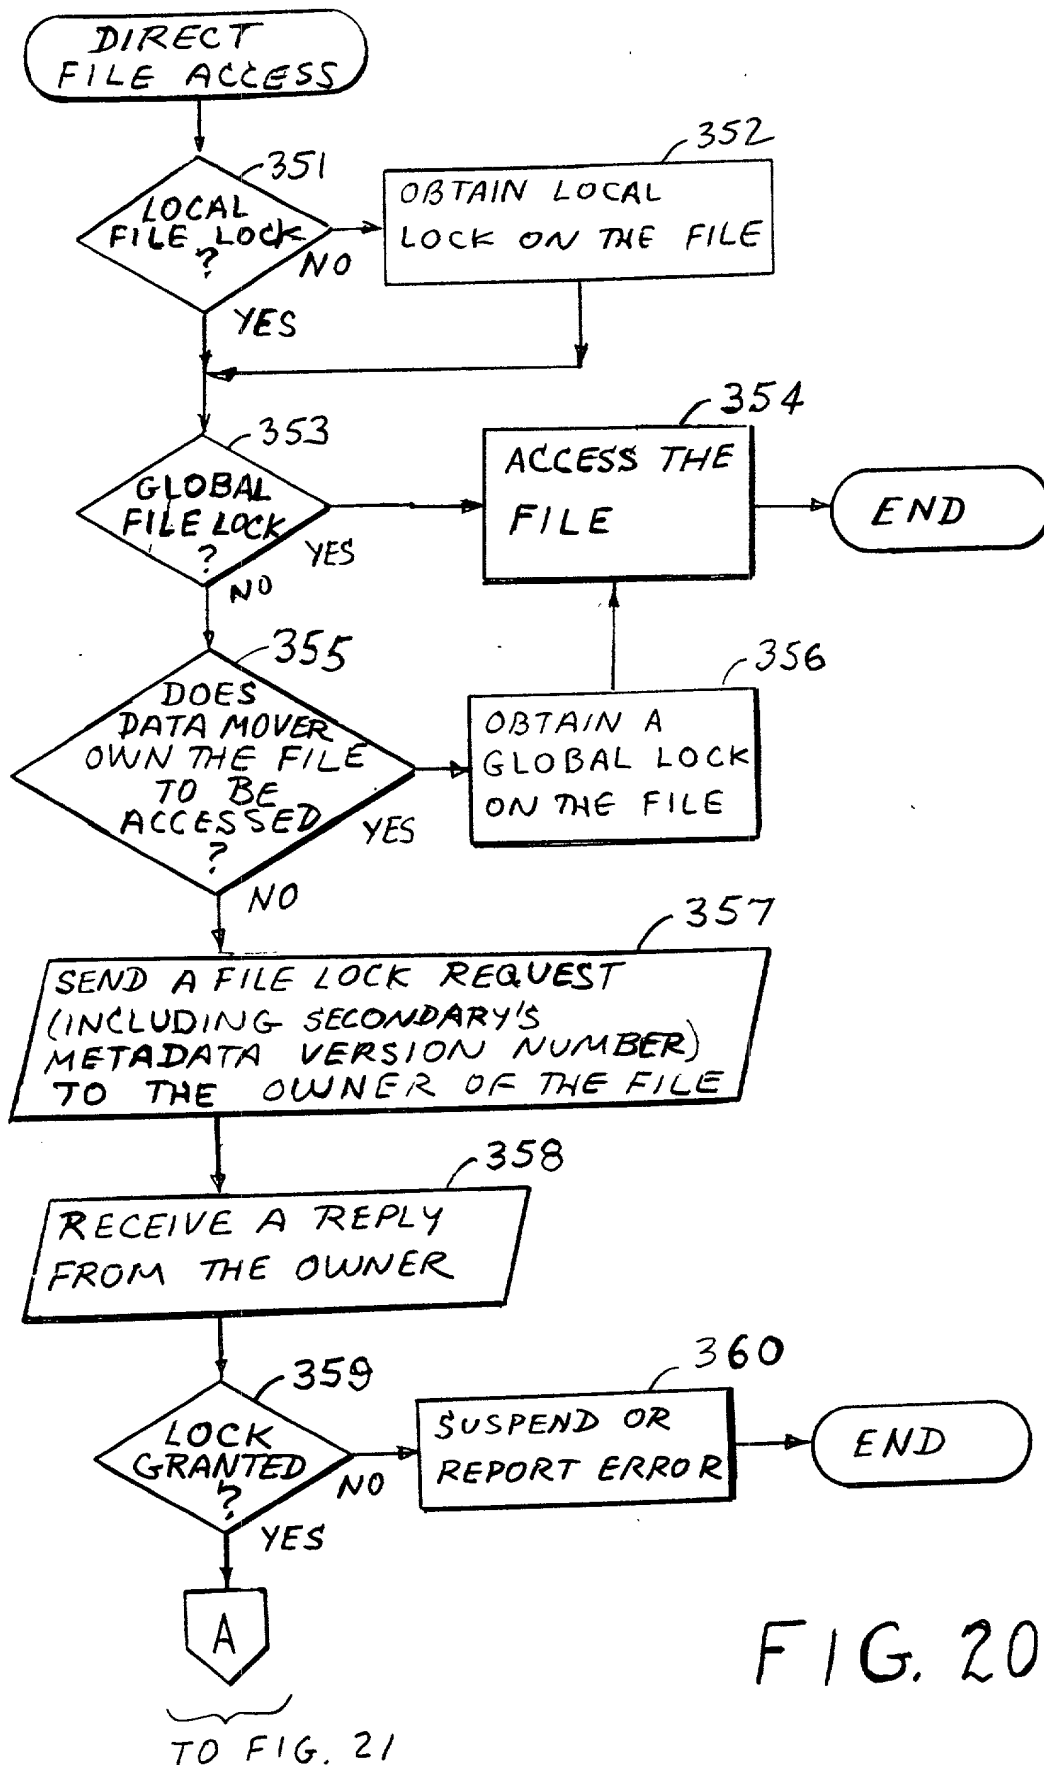 DIRECT
FILE ACCESS
351
LOCAL
FILE LOCK
?
NO
YES
352
OBTAIN LOCAL
LOCK ON THE FILE
353
GLOBAL
FILE LOCK
?
YES
NO
354
ACCESS THE
FILE
END
355
DOES
DATA MOVER
OWN THE FILE
TO BE
ACCESSED
?
YES
NO
356
OBTAIN A
GLOBAL LOCK
ON THE FILE
357
SEND A FILE LOCK REQUEST
(INCLUDING SECONDARY'S
METADATA VERSION NUMBER)
TO THE OWNER OF THE FILE
358
RECEIVE A REPLY
FROM THE OWNER
359
LOCK
GRANTED
?
NO
YES
360
SUSPEND OR
REPORT ERROR
END
A
TO FIG. 21
FIG. 20